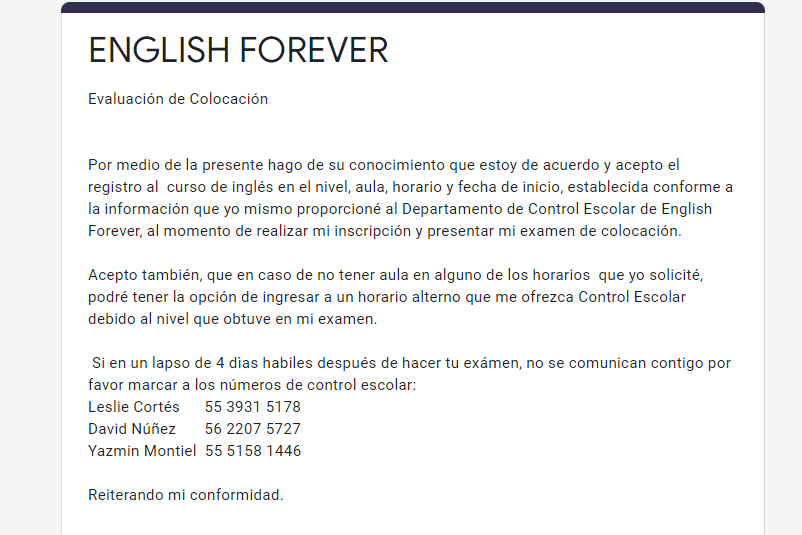 ENGLISH FOREVER
Evaluación de Colocación
Por medio de la presente hago de su conocimiento que estoy de acuerdo y acepto el
registro al  curso de inglés en el nivel, aula, horario y fecha de inicio, establecida conforme a
la información que yo mismo proporcioné al Departamento de Control Escolar de English
Forever, al momento de realizar mi inscripción y presentar mi examen de colocación.
Acepto también, que en caso de no tener aula en alguno de los horarios  que yo solicité,
podré tener la opción de ingresar a un horario alterno que me ofrezca Control Escolar
debido al nivel que obtuve en mi examen.
Si en un lapso de 4 dìas habiles después de hacer tu exámen, no se comunican contigo por
favor marcar a los números de control escolar:
Leslie Cortés      55 3931 5178
David Núñez       56 2207 5727
Yazmin Montiel  55 5158 1446
Reiterando mi conformidad.